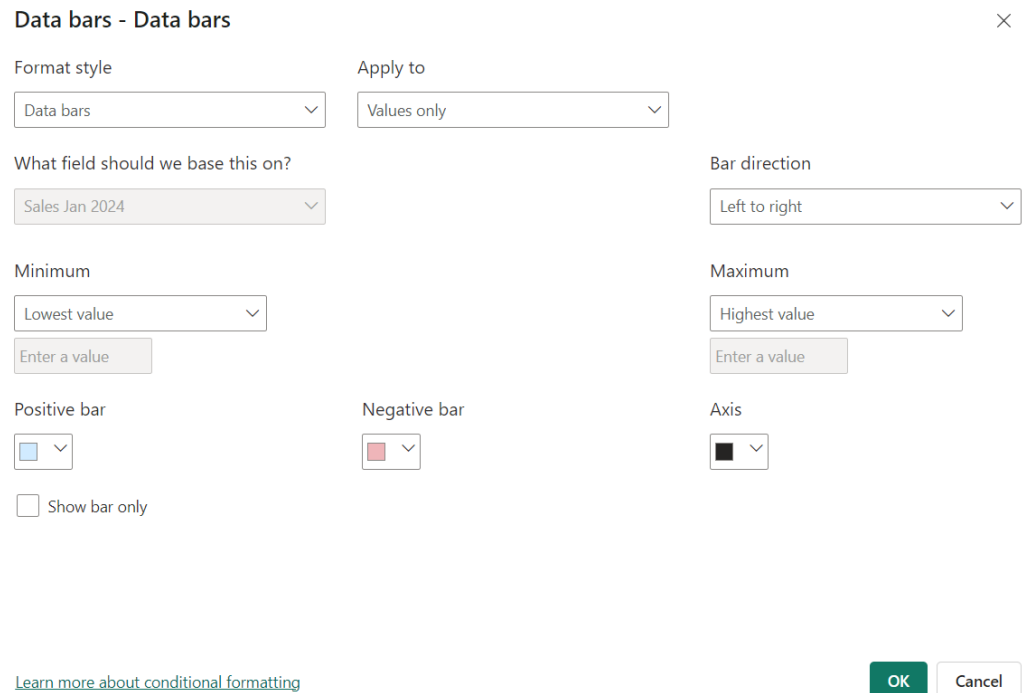 Data bars - Data bars
Format style
Apply to
Data bars
Values only
What field should we base this on?
Bar direction
Sales Jan 2024
Left to right
Minimum
Maximum
Lowest value
Highest value
Enter a value
Enter a value
Positive bar
Negative bar
Axis
Show bar only
Learn more about conditional formatting
OK
Cancel